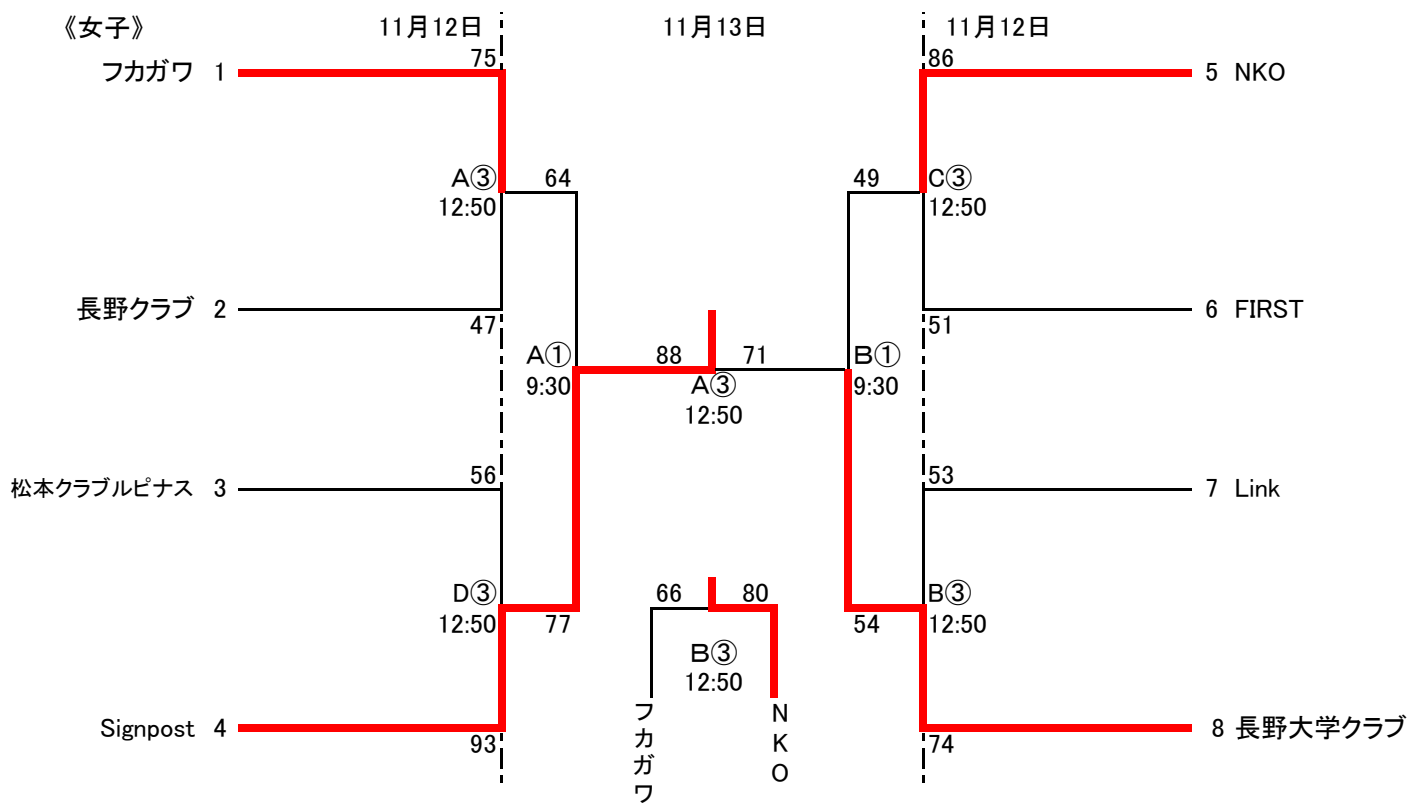 《女子》 11月12日 11月13日 11月12日
75 86
フカガワ 1 5 NKO
A③ 64 49 C③
12:50 12:50
長野クラブ 2 6 FIRST
47 51
A① 88 71 B①
9:30 A③ 9:30
12:50
56 53
松本クラブルピナス 3 7 Link
D③ 66 80 B③
12:50 77 54 12:50
B③
12:50
Signpost 4 8 長野大学クラブ
93 74
フカガワ
NKO